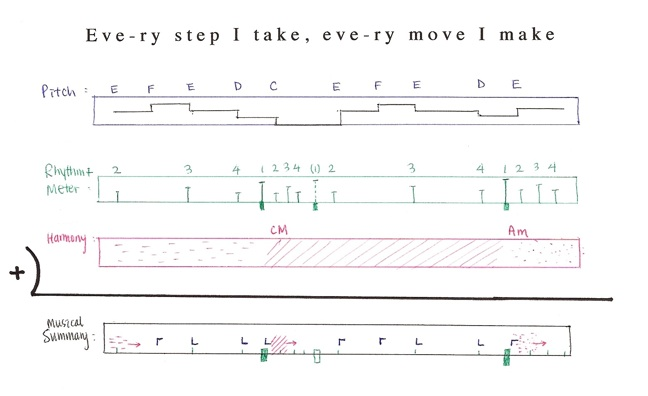 Eve-ry step I take, eve-ry move I make
Pitch : E F E D C E F E D E
Rhythm +
Meter : 2 3 4 1 2 3 4 (1) 2 3 4 1 2 3 4
CM Am
Harmony :
+
Musical
Summary :